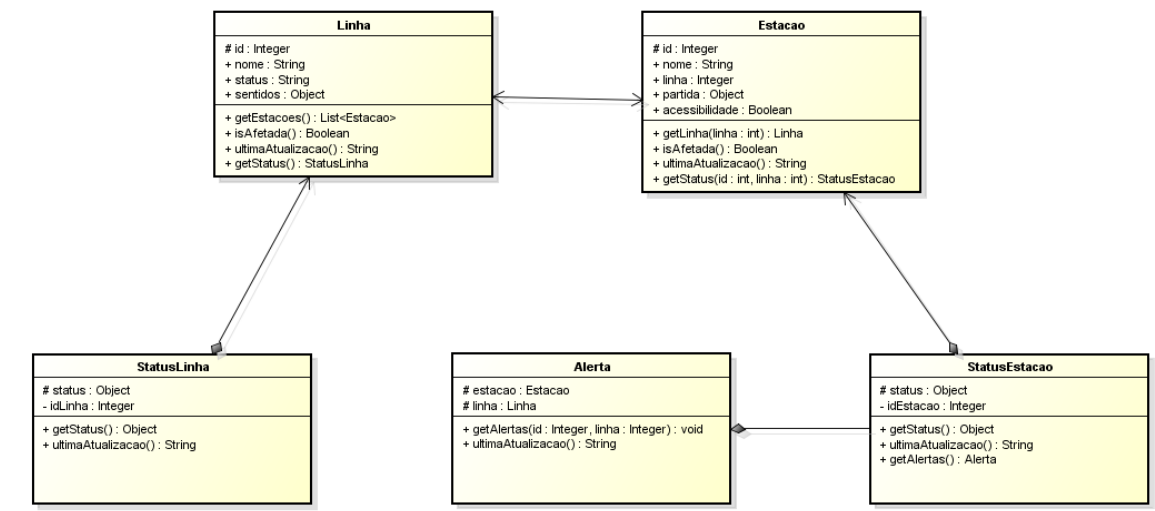 Linha
# id : Integer
+ nome : String
+ status : String
+ sentidos : Object
+ getEstacoes() : List<Estacao>
+ isAfetada() : Boolean
+ ultimaAtualizacao() : String
+ getStatus() : StatusLinha
Estacao
# id : Integer
+ nome : String
+ linha : Integer
+ partida : Object
+ acessibilidade : Boolean
+ getLinha(linha : int) : Linha
+ isAfetada() : Boolean
+ ultimaAtualizacao() : String
+ getStatus(id : int, linha : int) : StatusEstacao
StatusLinha
# status : Object
- idLinha : Integer
+ getStatus() : Object
+ ultimaAtualizacao() : String
Alerta
# estacao : Estacao
# linha : Linha
+ getAlertas(id : Integer, linha : Integer) : void
+ ultimaAtualizacao() : String
StatusEstacao
# status : Object
- idEstacao : Integer
+ getStatus() : Object
+ ultimaAtualizacao() : String
+ getAlertas() : Alerta